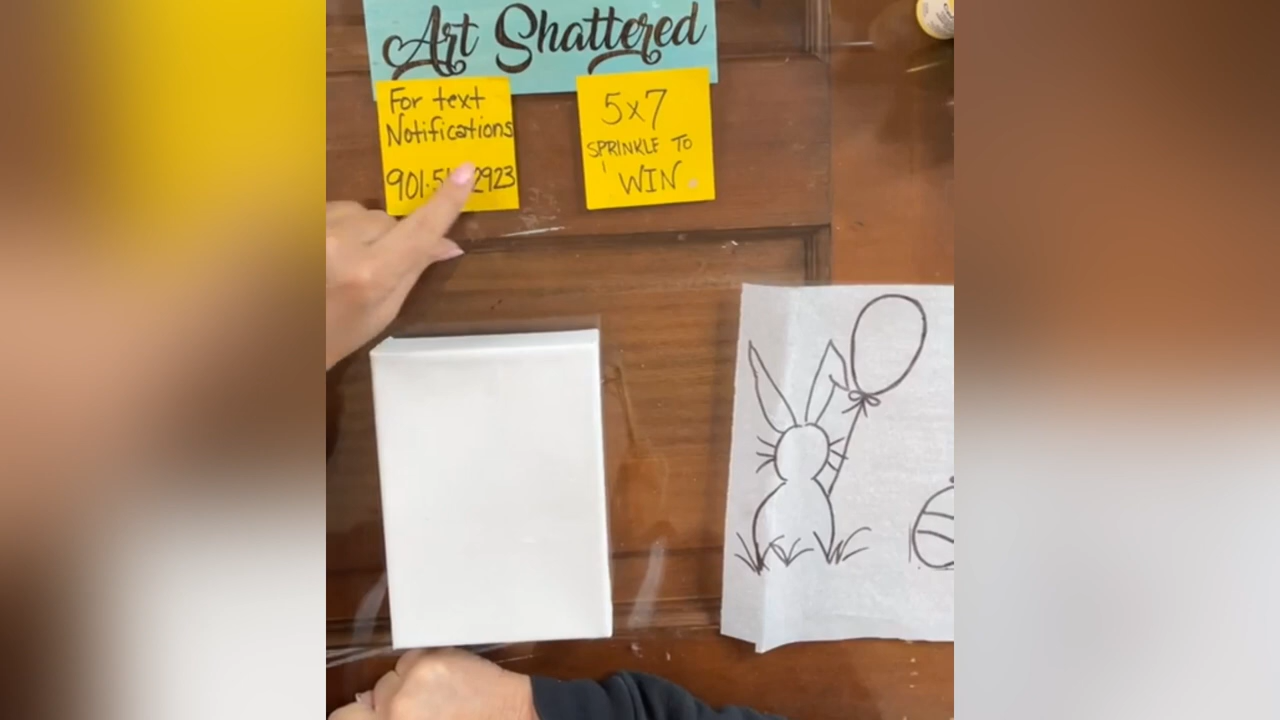 Art Shattered
For text
Notifications
5x7
SPRINKLE TO
WIN